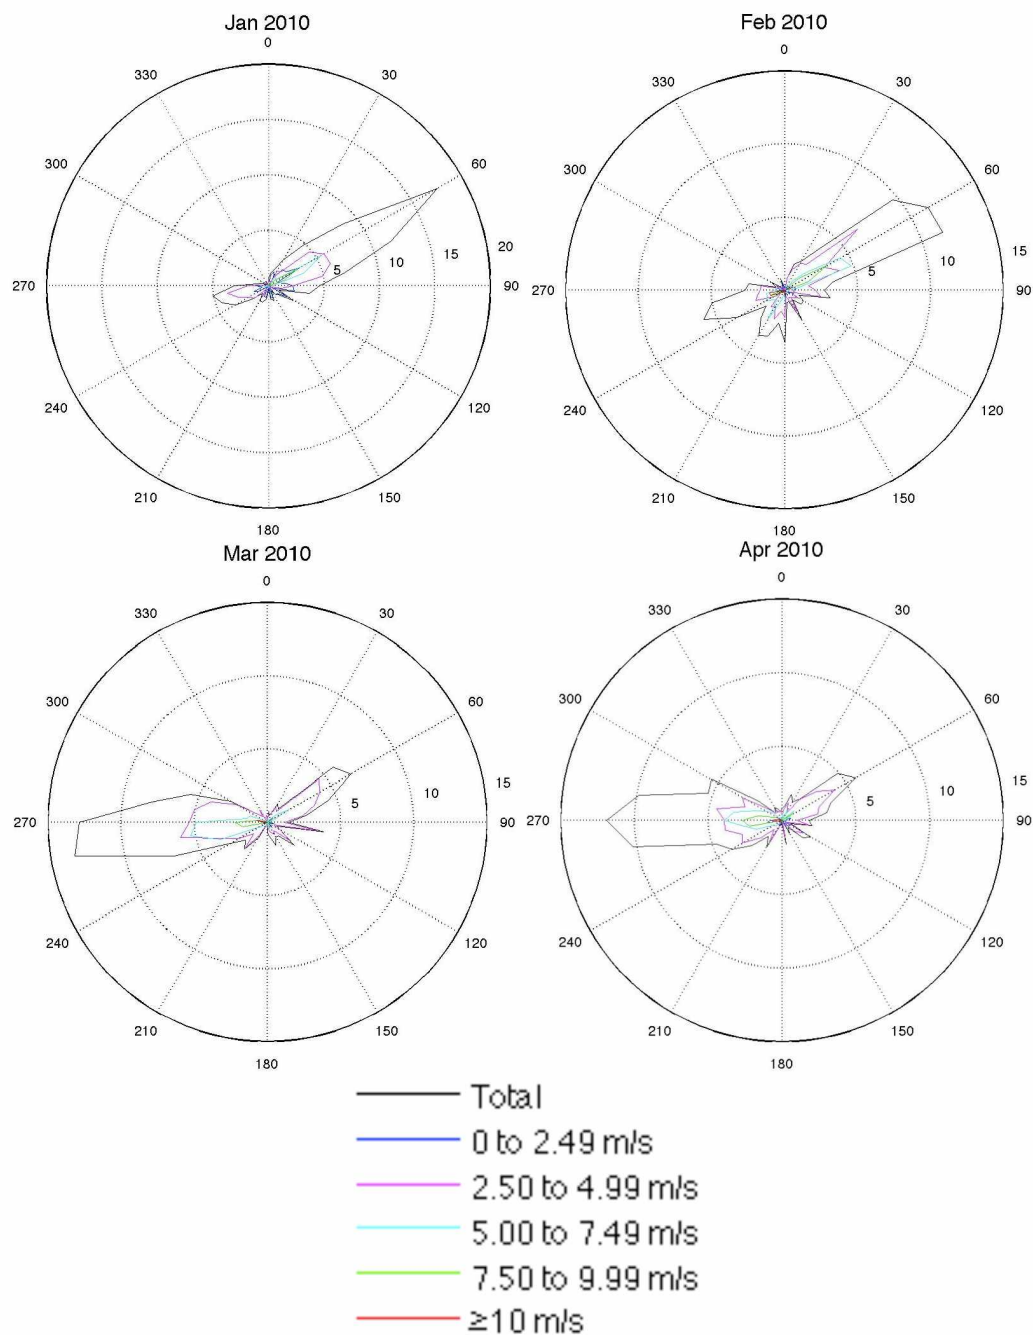 Jan 2010 Feb 2010
0 0
330 30 330 30
300 60 300 60
20 15
15 10
10 5
5
270 90 270 90
240 120 240 120
210 150 210 150
180 180
Mar 2010 Apr 2010
0 0
330 30 330 30
300 60 300 60
15 15
10 10
5 5
270 90 270 90
240 120 240 120
210 150 210 150
180 180
Total
0 to 2.49 m/s
2.50 to 4.99 m/s
5.00 to 7.49 m/s
7.50 to 9.99 m/s
≥10 m/s